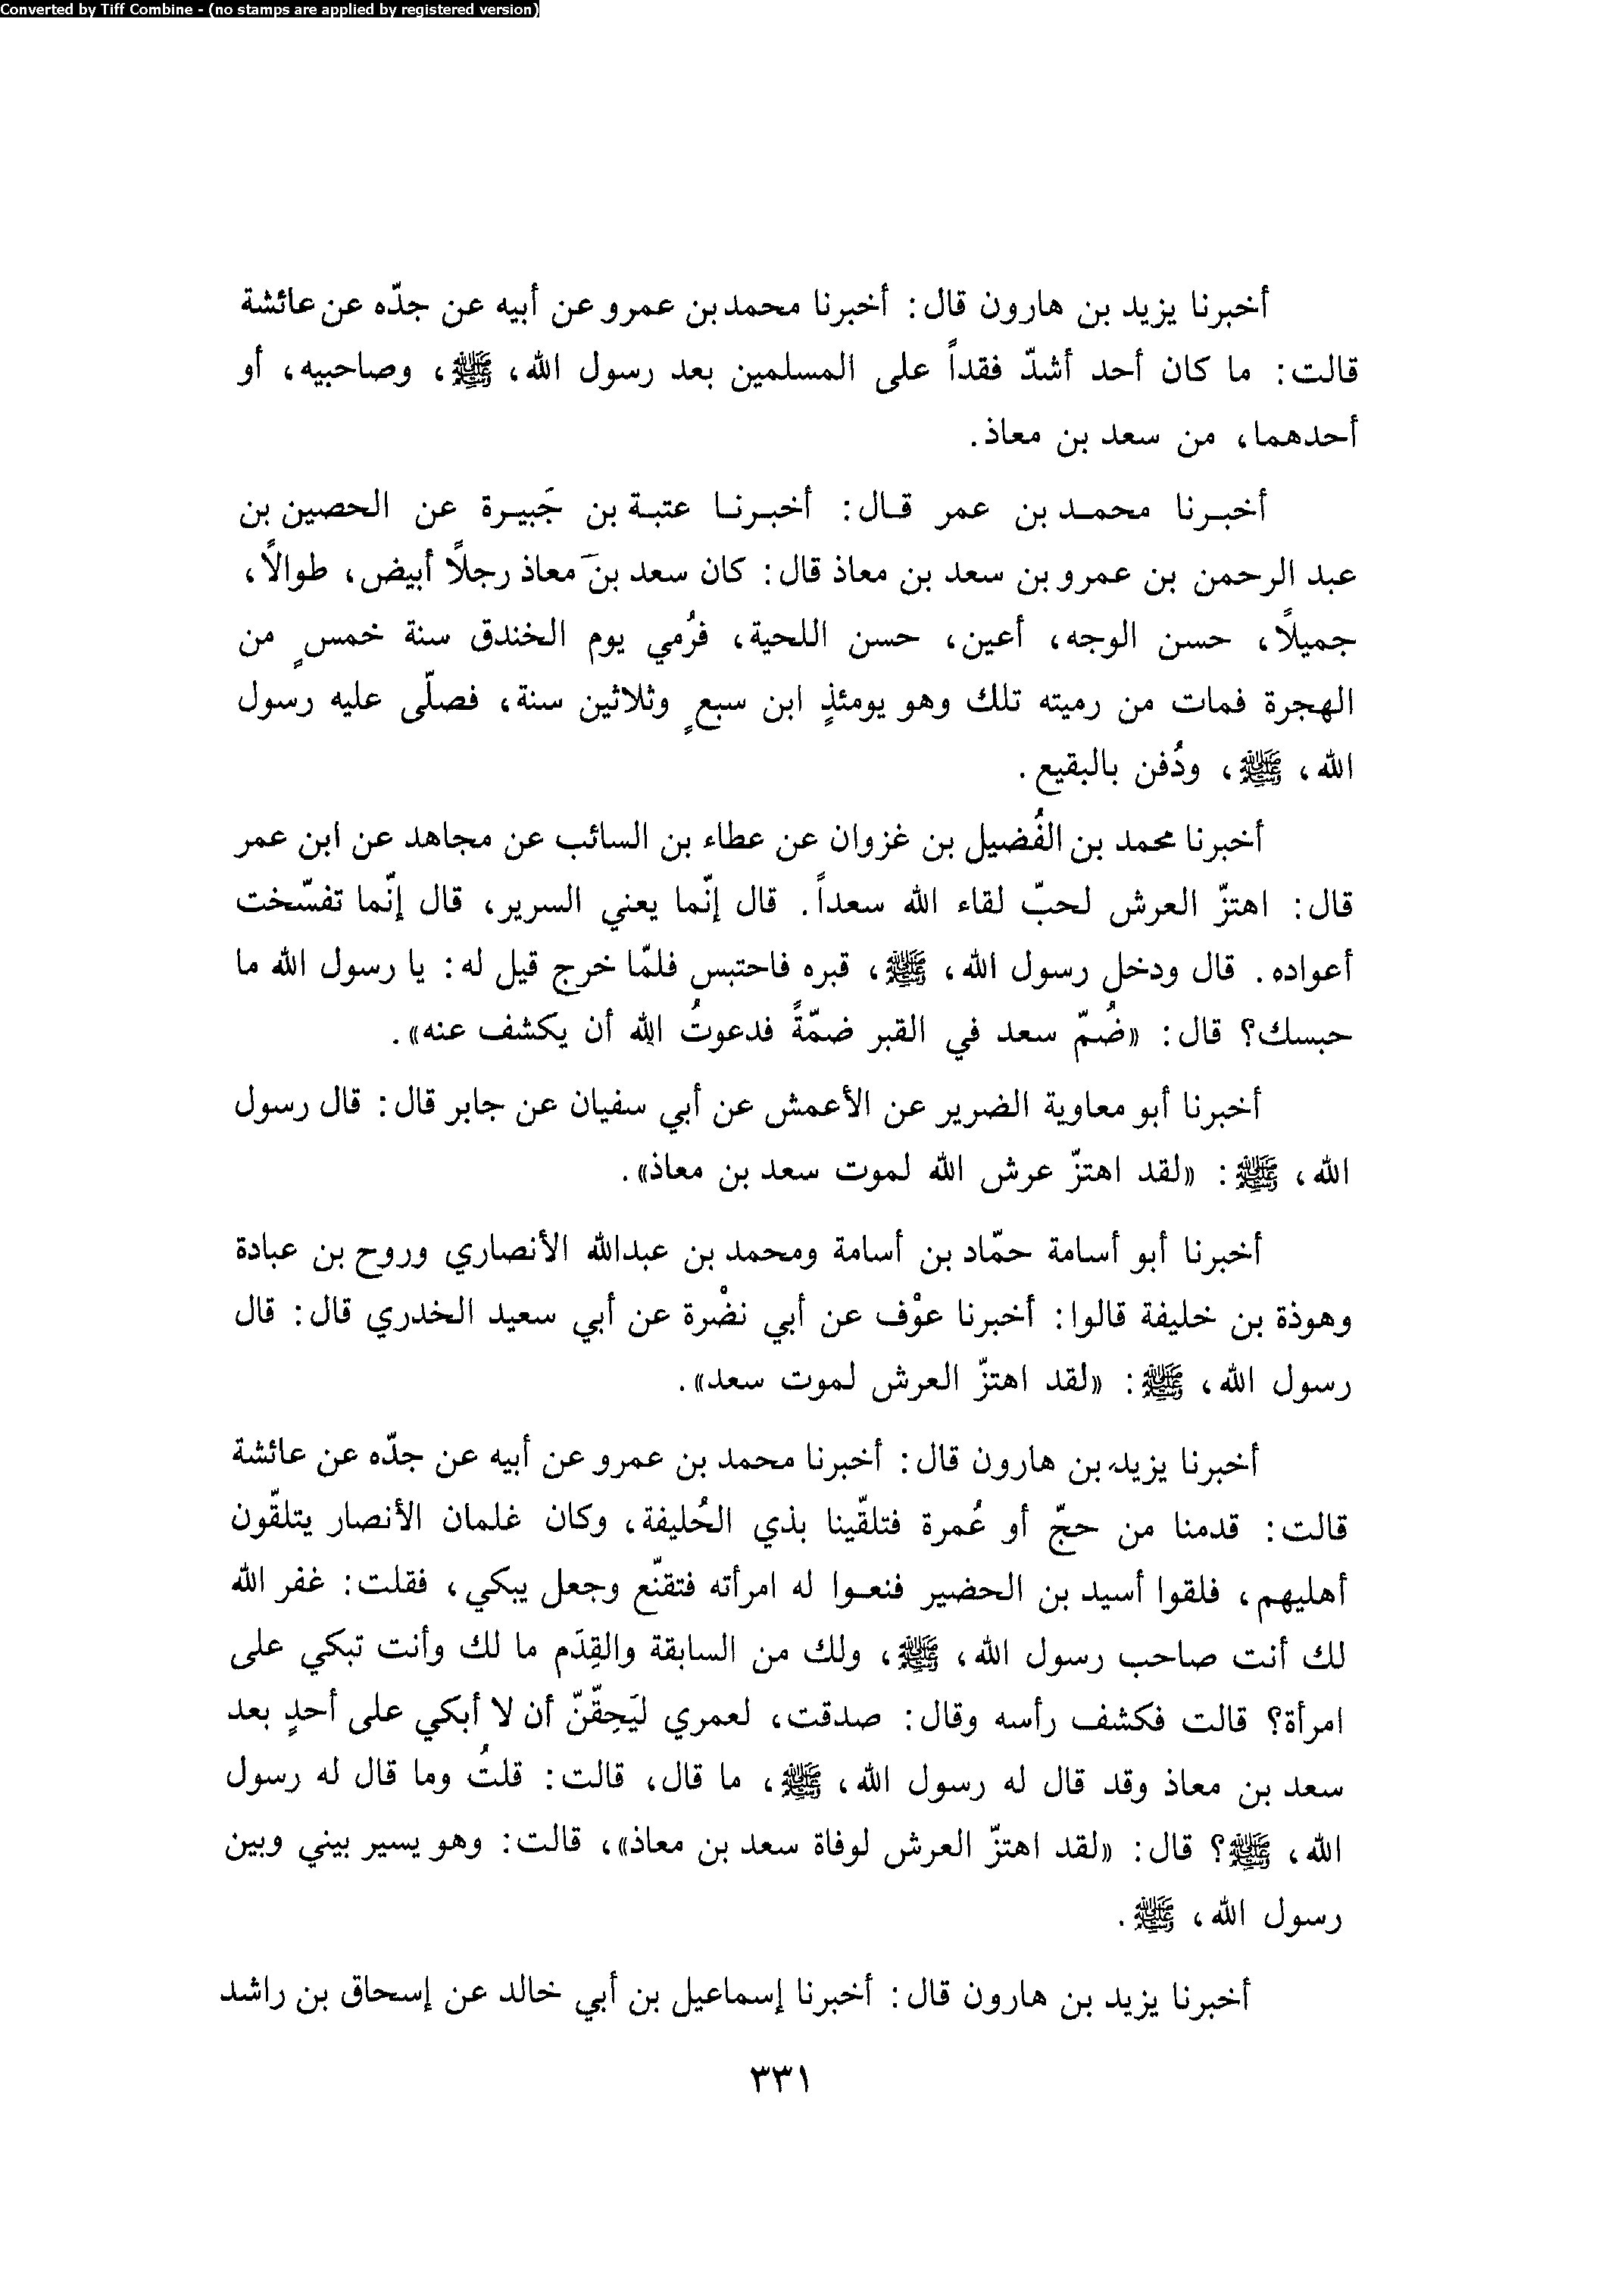 Converted by Tiff Combine - (no stamps are applied by registered version)
أخبرنا يزيد بن هارون قال: أخبرنا محمد بن عمرو عن أبيه عن جدّه عن عائشة
قالت: ما كان أحد أشدّ فقداً على المسلمين بعد رسول الله، ﷺ، وصاحبيه، أو
أحدهما، من سعد بن معاذ.
أخبرنا محمد بن عمر قال: أخبرنا عتبة بن جَبيرة عن الحصين بن
عبد الرحمن بن عمرو بن سعد بن معاذ قال: كان سعد بنَ معاذ رجلًا أبيض، طوالًا،
جميلًا، حسن الوجه، أعين، حسن اللحية، فرُمي يوم الخندق سنة خمسٍ من
الهجرة فمات من رميته تلك وهو يومئذٍ ابن سبعٍ وثلاثين سنة، فصلّى عليه رسول
الله، ﷺ، ودُفن بالبقيع.
أخبرنا محمد بن الفُضيل بن غزوان عن عطاء بن السائب عن مجاهد عن ابن عمر
قال: اهتزّ العرش لحبّ لقاء الله سعداً. قال إنّما يعني السرير، قال إنّما تفسّخت
أعواده. قال ودخل رسول الله، ﷺ، قبره فاحتبس فلمّا خرج قيل له: يا رسول الله ما
حبسك؟ قال: «ضُمّ سعد في القبر ضمّةً فدعوتُ الله أن يكشف عنه».
أخبرنا أبو معاوية الضرير عن الأعمش عن أبي سفيان عن جابر قال: قال رسول
الله، ﷺ: «لقد اهتزّ عرش الله لموت سعد بن معاذ».
أخبرنا أبو أسامة حمّاد بن أسامة ومحمد بن عبدالله الأنصاري وروح بن عبادة
وهوذة بن خليفة قالوا: أخبرنا عوْف عن أبي نضْرة عن أبي سعيد الخدري قال: قال
رسول الله، ﷺ: «لقد اهتزّ العرش لموت سعد».
أخبرنا يزيد بن هارون قال: أخبرنا محمد بن عمرو عن أبيه عن جدّه عن عائشة
قالت: قدمنا من حجّ أو عُمرة فتلقّينا بذي الحُليفة، وكان غلمان الأنصار يتلقّون
أهليهم، فلقوا أسيد بن الحضير فنعوا له امرأته فتقنّع وجعل يبكي، فقلت: غفر الله
لك أنت صاحب رسول الله، ﷺ، ولك من السابقة والقِدَم ما لك وأنت تبكي على
امرأة؟ قالت فكشف رأسه وقال: صدقت، لعمري ليَحِقّنّ أن لا أبكي على أحدٍ بعد
سعد بن معاذ وقد قال له رسول الله، ﷺ، ما قال، قالت: قلتُ وما قال له رسول
الله، ﷺ؟ قال: «لقد اهتزّ العرش لوفاة سعد بن معاذ»، قالت: وهو يسير بيني وبين
رسول الله، ﷺ.
أخبرنا يزيد بن هارون قال: أخبرنا إسماعيل بن أبي خالد عن إسحاق بن راشد
٣٣١